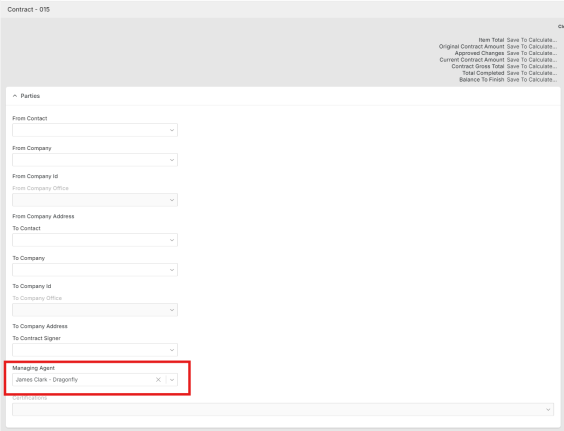 Contract - 015
Item Total Save To Calculate...
Original Contract Amount Save To Calculate...
Approved Changes Save To Calculate...
Current Contract Amount Save To Calculate...
Contract Gross Total Save To Calculate...
Total Completed Save To Calculate...
Balance To Finish Save To Calculate...
Parties
From Contact
From Company
From Company Id
From Company Office
From Company Address
To Contact
To Company
To Company Id
To Company Office
To Company Address
To Contract Signer
Managing Agent
James Clark - Dragonfly
Certifications